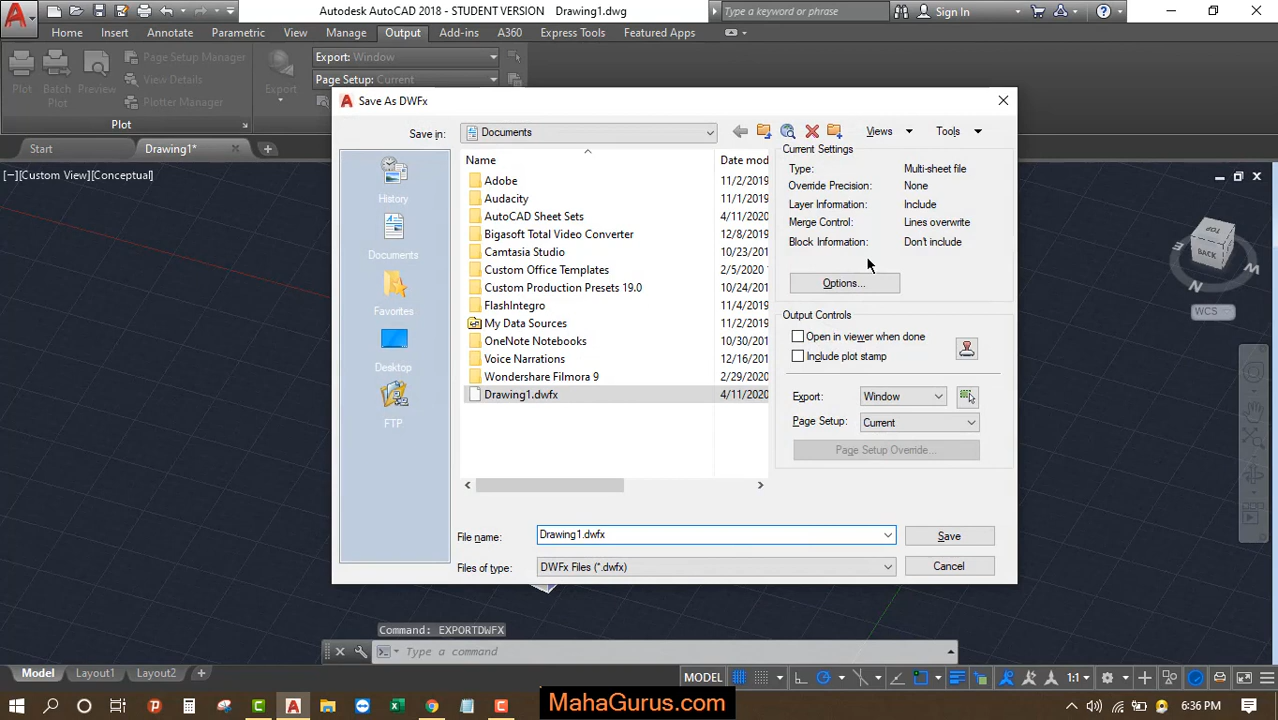 Autodesk AutoCAD 2018 - STUDENT VERSION Drawing1.dwg
Type a keyword or phrase
Sign In
Home Insert Annotate Parametric View Manage Output Add-ins A360 Express Tools Featured Apps
Plot
Batch Plot
Preview
Page Setup Manager
View Details
Plotter Manager
Plot
Export
Export: Window
Page Setup: Current
Start
Drawing1*
[−][Custom View][Conceptual]
Save As DWFx
Save in: Documents
Views
Tools
History
Documents
Favorites
Desktop
FTP
Name Date mod
Adobe 11/2/2019
Audacity 11/1/2019
AutoCAD Sheet Sets 4/11/2020
Bigasoft Total Video Converter 12/8/2019
Camtasia Studio 10/23/201
Custom Office Templates 2/5/2020
Custom Production Presets 19.0 10/24/201
FlashIntegro 11/4/2019
My Data Sources 11/2/2019
OneNote Notebooks 10/30/201
Voice Narrations 12/16/201
Wondershare Filmora 9 2/29/2020
Drawing1.dwfx 4/11/2020
Current Settings
Type: Multi-sheet file
Override Precision: None
Layer Information: Include
Merge Control: Lines overwrite
Block Information: Don't include
Options...
Output Controls
Open in viewer when done
Include plot stamp
Export: Window
Page Setup: Current
Page Setup Override...
File name: Drawing1.dwfx
Save
Files of type: DWFx Files (*.dwfx)
Cancel
TOP
BACK
W
N
WCS
Command: EXPORTDWFX
Type a command
Model Layout1 Layout2
MODEL
1:1
MahaGurus.com
6:36 PM